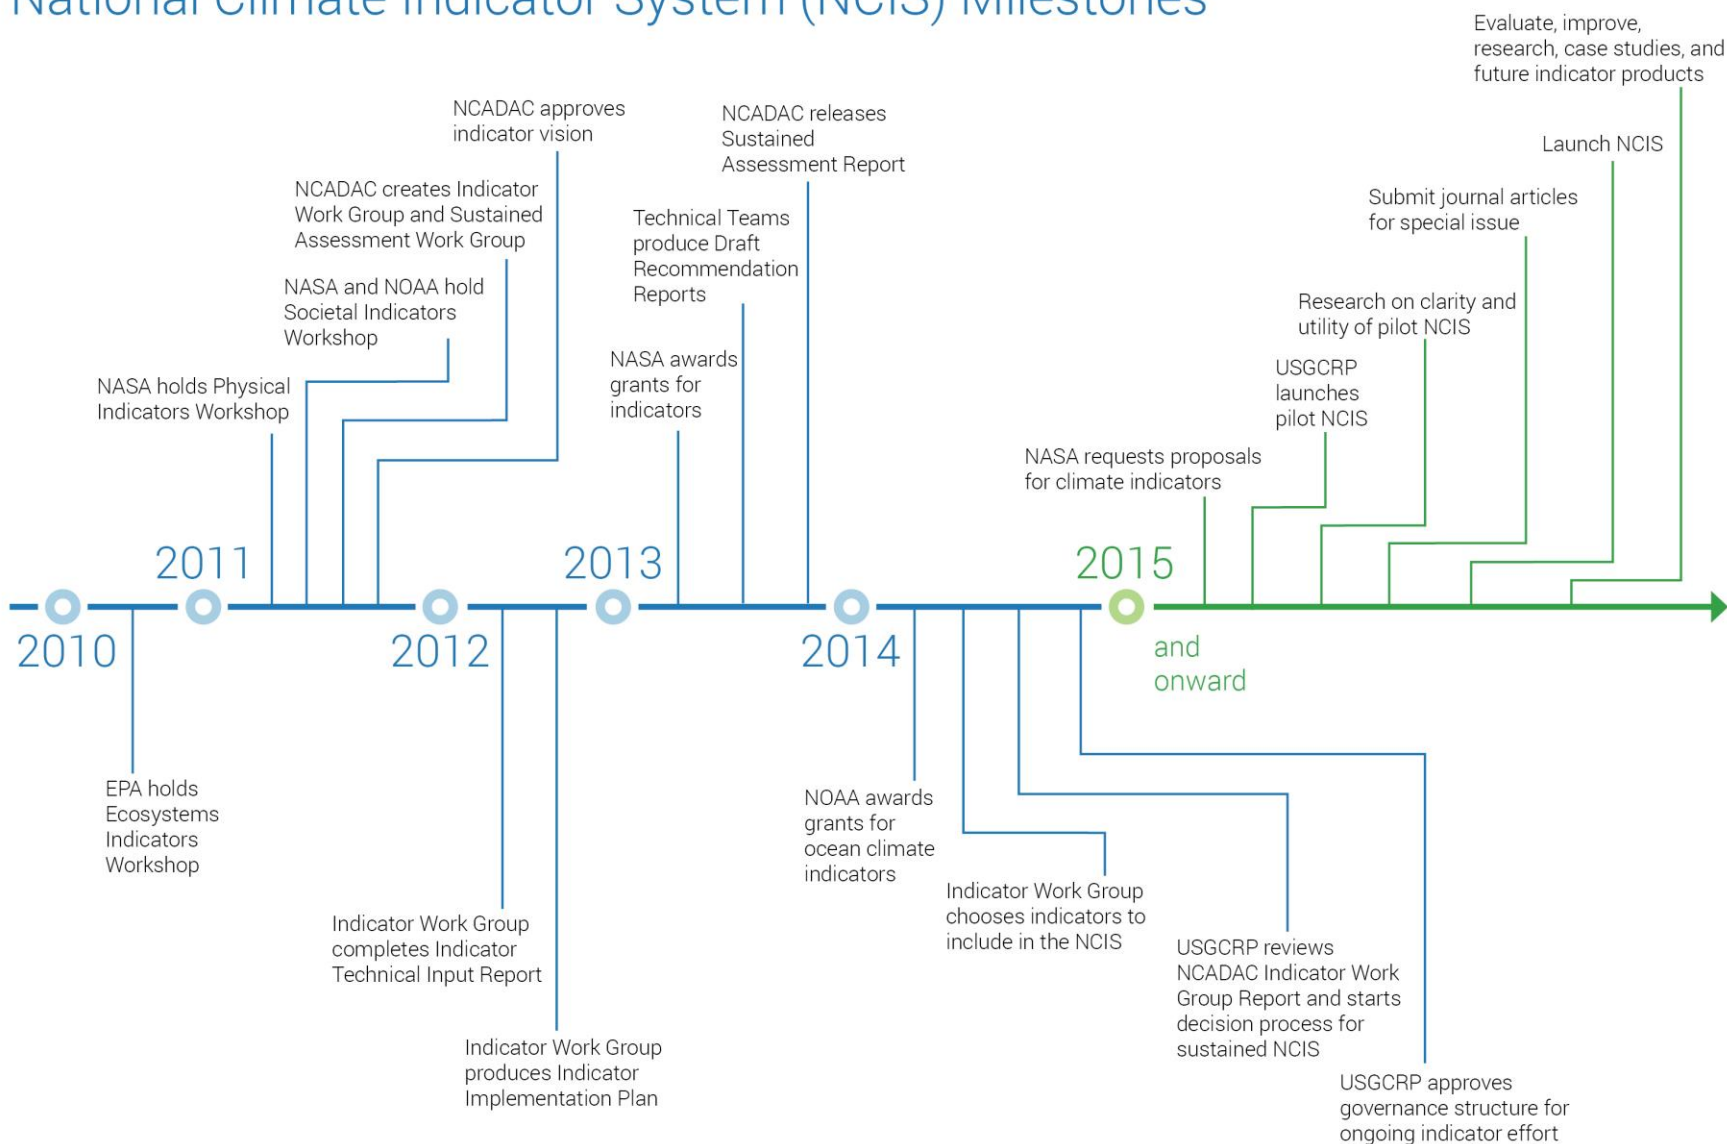 National Climate Indicator System (NCIS) Milestones
Evaluate, improve,
research, case studies, and
future indicator products
NCADAC approves
indicator vision
NCADAC releases
Sustained
Assessment Report
Launch NCIS
NCADAC creates Indicator
Work Group and Sustained
Assessment Work Group
Submit journal articles
for special issue
Technical Teams
produce Draft
Recommendation
Reports
NASA and NOAA hold
Societal Indicators
Workshop
Research on clarity and
utility of pilot NCIS
NASA awards
grants for
indicators
USGCRP
launches
pilot NCIS
NASA holds Physical
Indicators Workshop
NASA requests proposals
for climate indicators
2011
2013
2015
2010
2012
2014
and
onward
EPA holds
Ecosystems
Indicators
Workshop
NOAA awards
grants for
ocean climate
indicators
Indicator Work Group
chooses indicators to
include in the NCIS
Indicator Work Group
completes Indicator
Technical Input Report
USGCRP reviews
NCADAC Indicator Work
Group Report and starts
decision process for
sustained NCIS
Indicator Work Group
produces Indicator
Implementation Plan
USGCRP approves
governance structure for
ongoing indicator effort